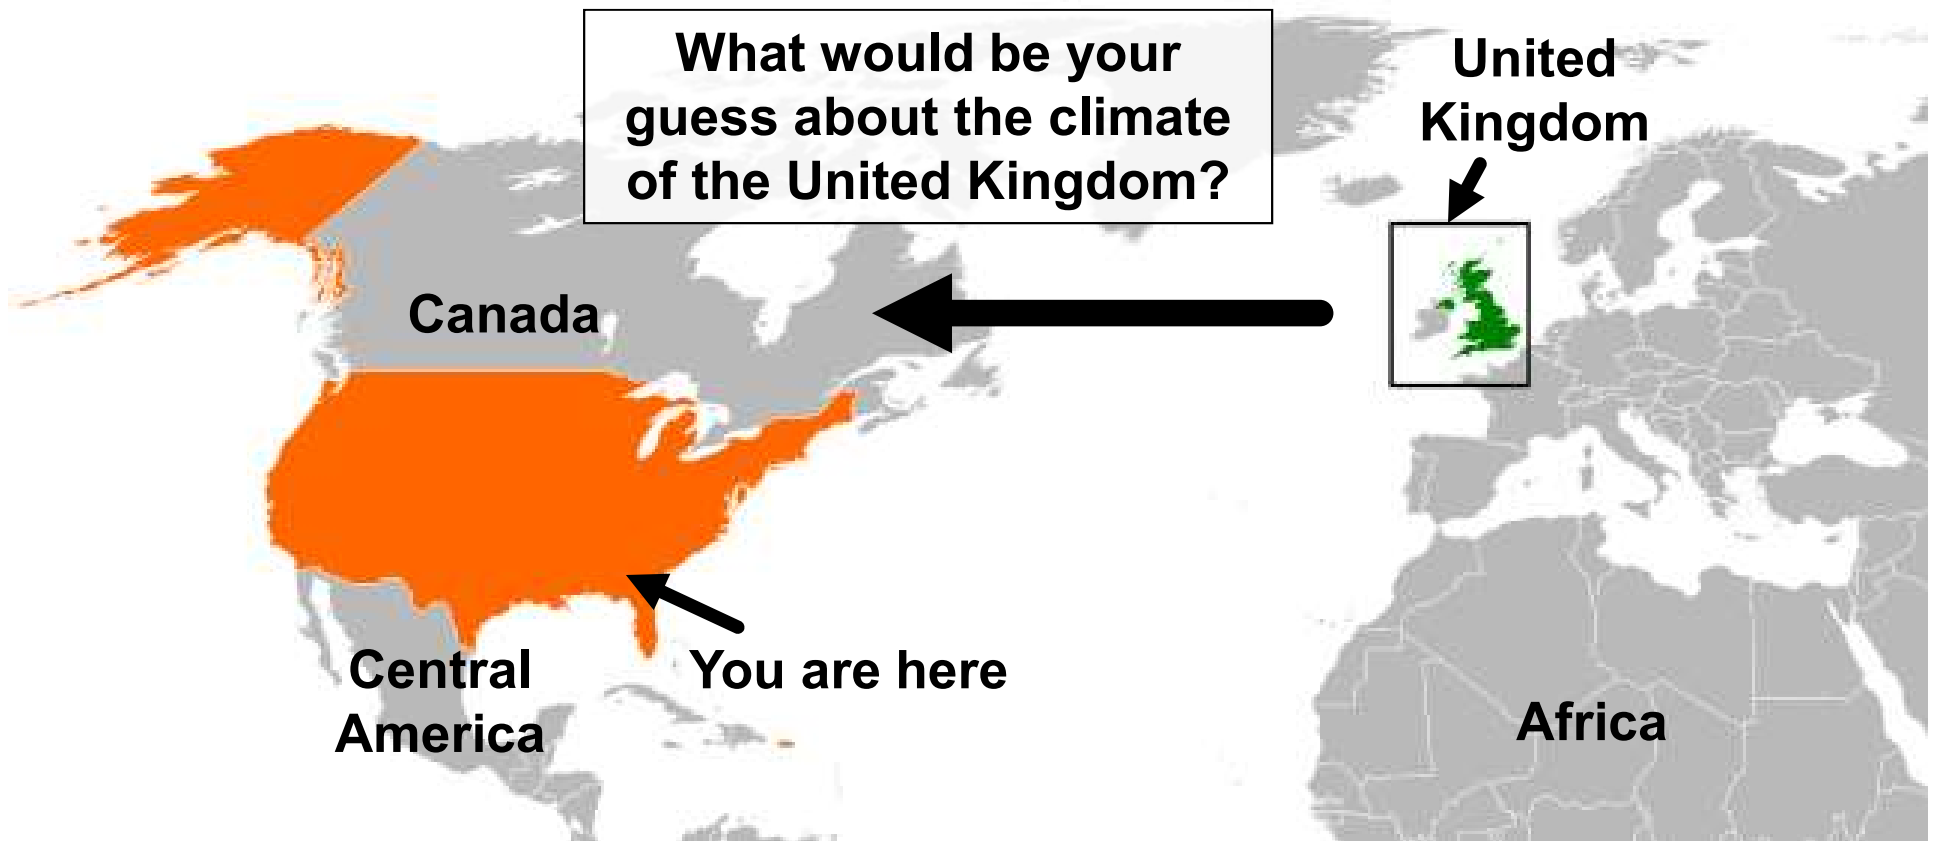 What would be your
guess about the climate
of the United Kingdom?
United
Kingdom
Canada
Central
America
You are here
Africa